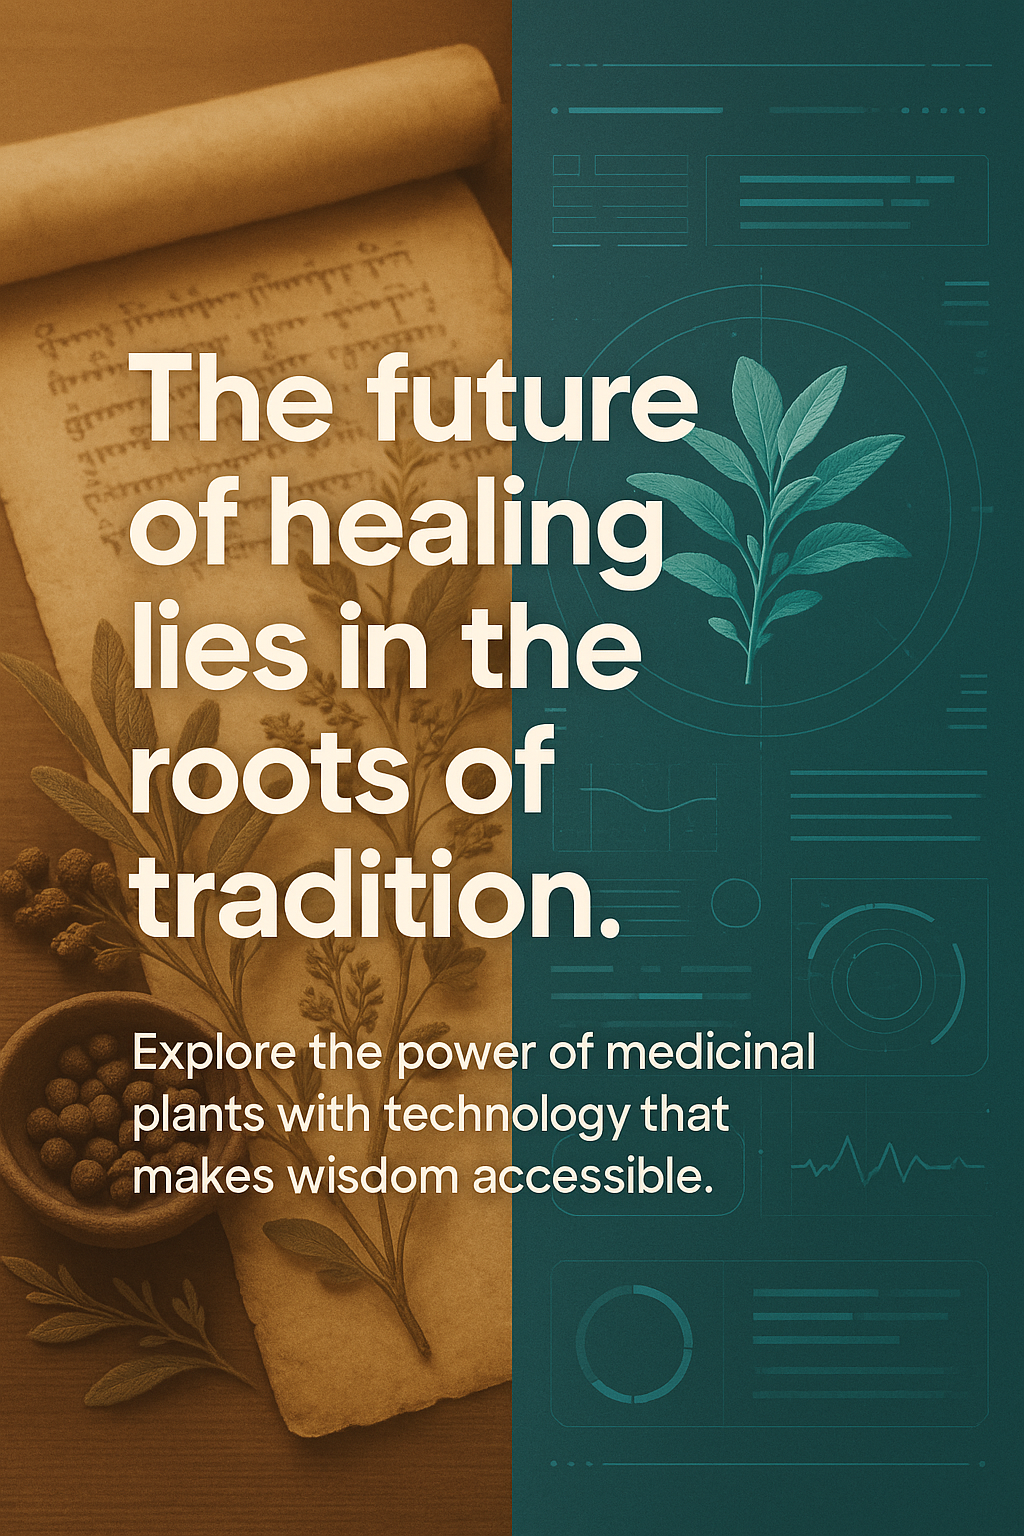 The future
of healing
lies in the
roots of
tradition.
Explore the power of medicinal
plants with technology that
makes wisdom accessible.